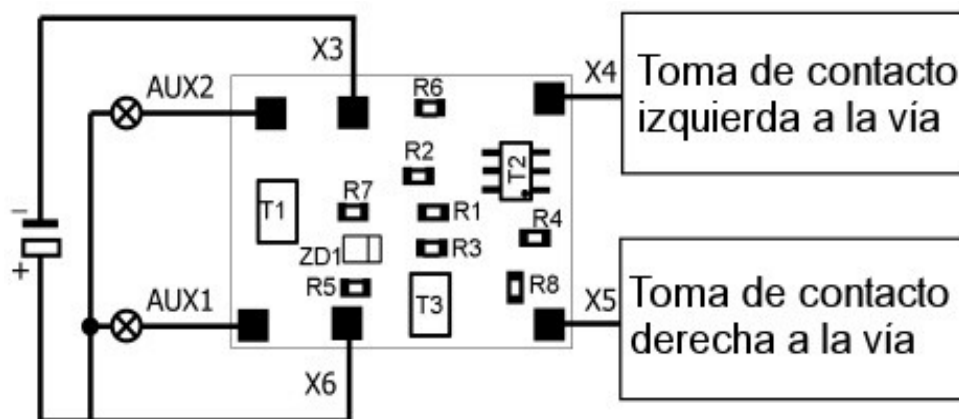 X3
X4
Toma de contacto
izquierda a la vía
AUX2
R6
R2
T2
R7
T1
R1
R4
ZD1
R3
–
+
R5
T3
R8
X5
Toma de contacto
derecha a la vía
AUX1
X6